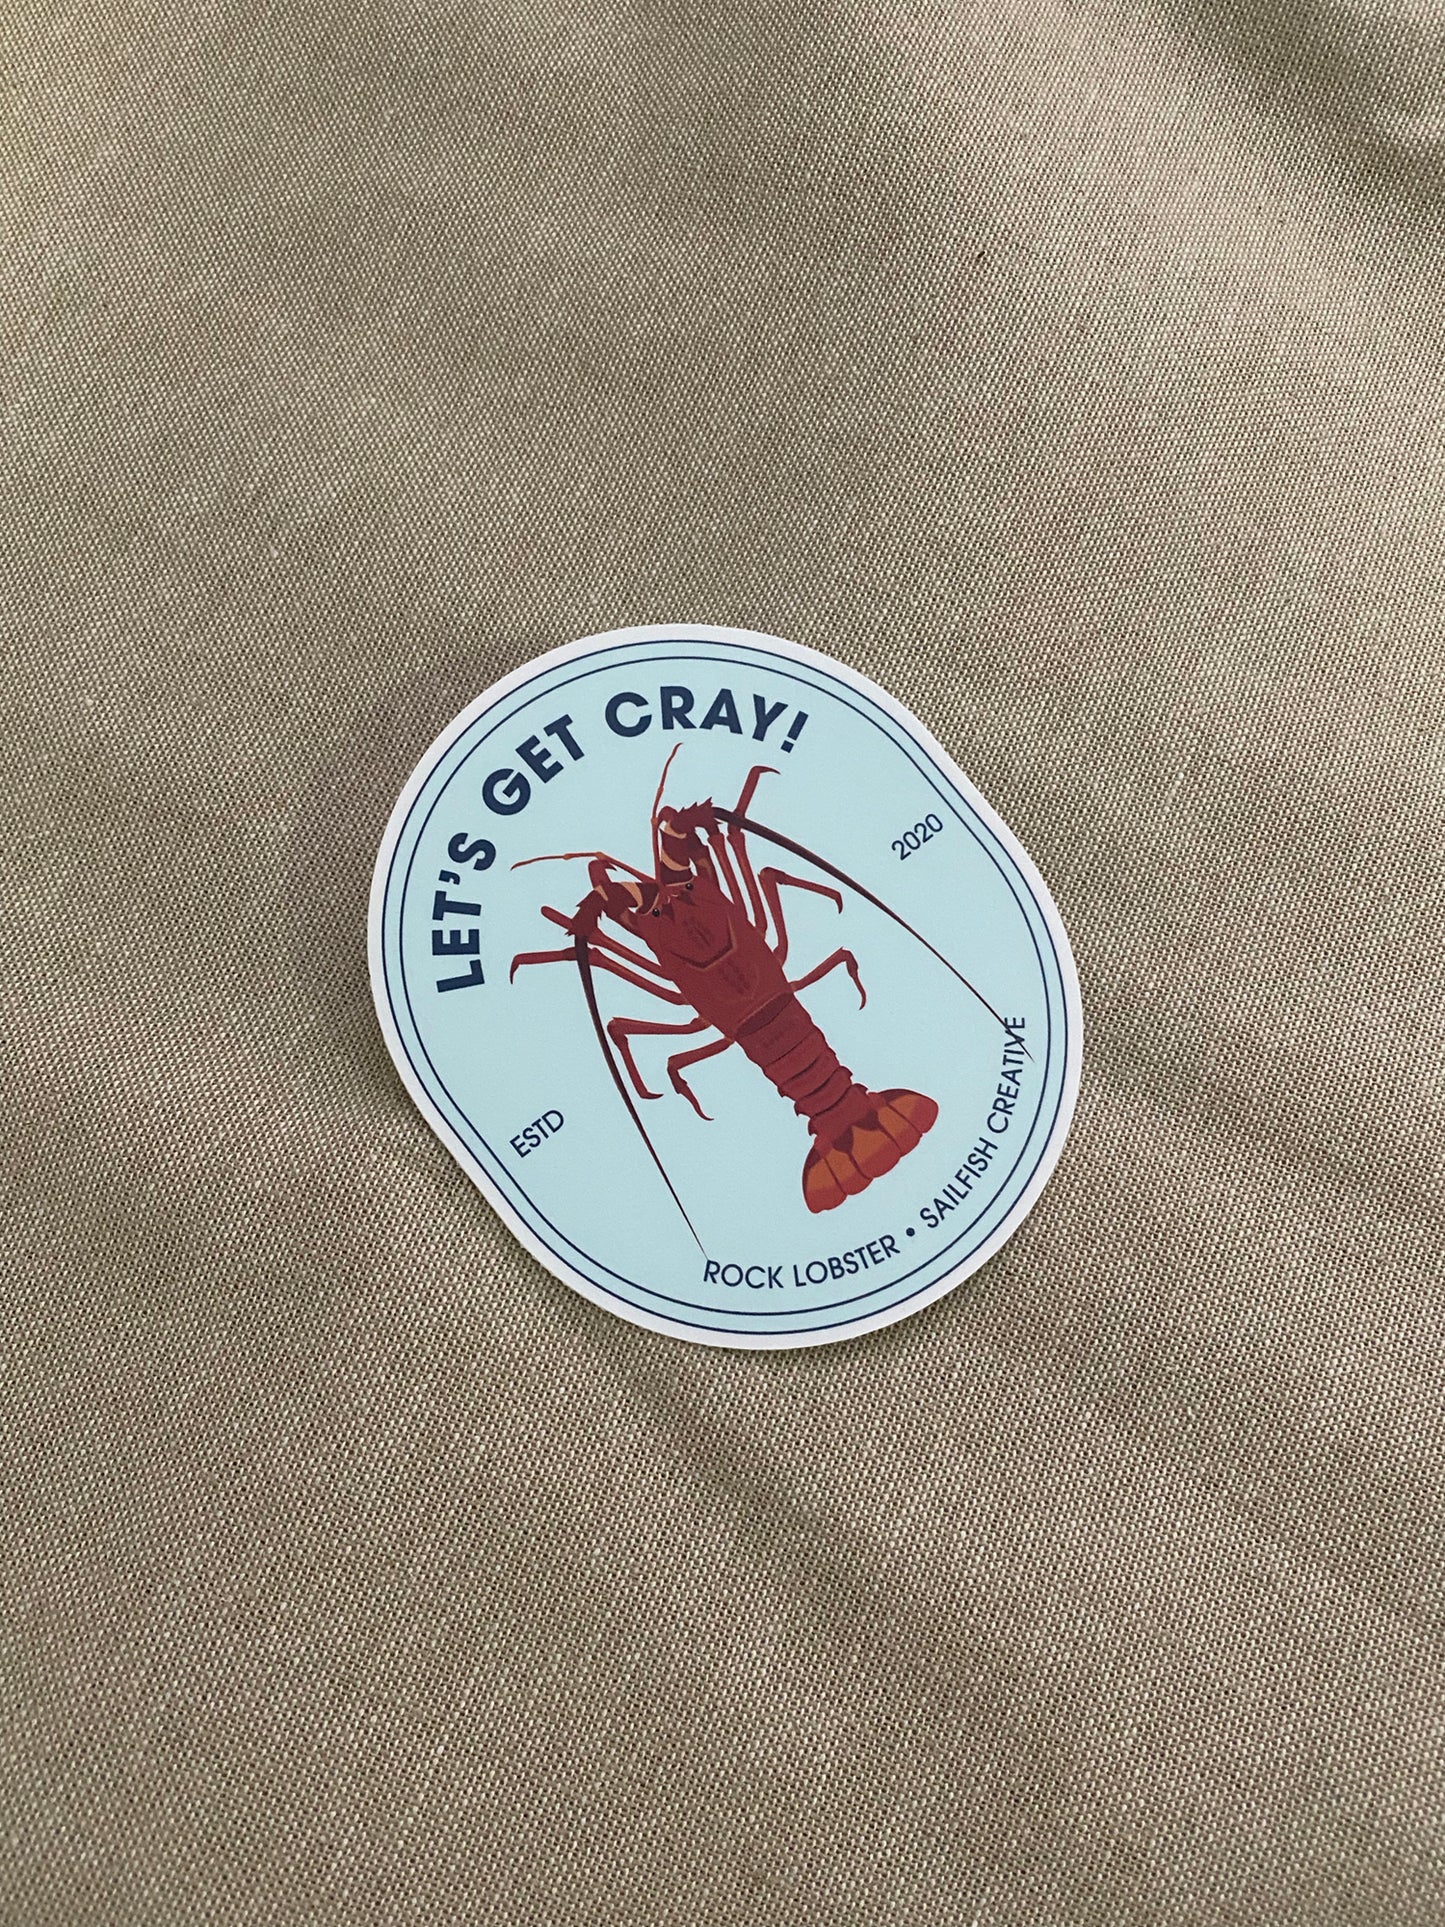 LET'S GET CRAY!
ESTD
2020
ROCK LOBSTER • SAILFISH CREATIVE